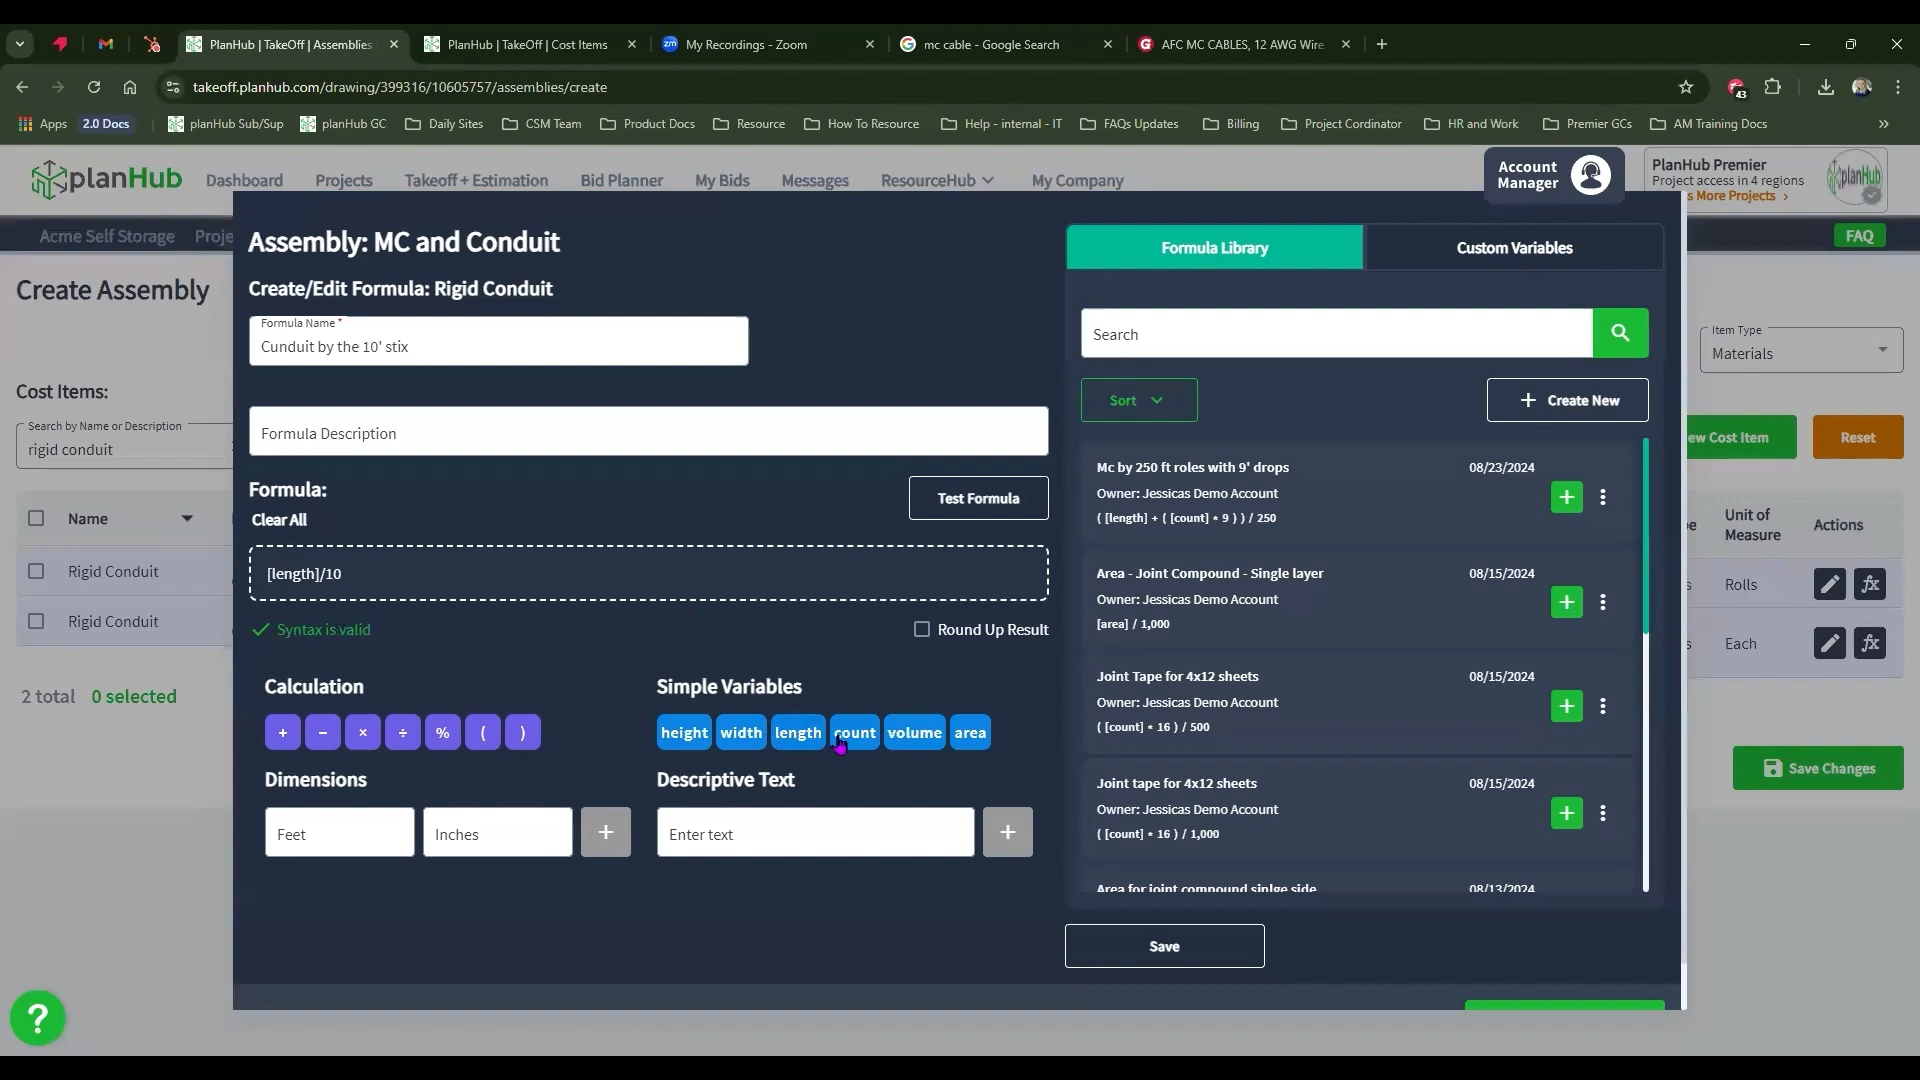 PlanHub | TakeOff | Assemblies
PlanHub | TakeOff | Cost Items
My Recordings - Zoom
mc cable - Google Search
AFC MC CABLES, 12 AWG Wire
takeoff.planhub.com/drawing/399316/10605757/assemblies/create
43
Apps
2.0 Docs
planHub Sub/Sup
planHub GC
Daily Sites
CSM Team
Product Docs
Resource
How To Resource
Help - internal - IT
FAQs Updates
Billing
Project Cordinator
HR and Work
Premier GCs
AM Training Docs
»
planHub
Dashboard
Projects
Takeoff + Estimation
Bid Planner
My Bids
Messages
ResourceHub
My Company
Account Manager
PlanHub Premier
Project access in 4 regions
s More Projects ›
planHub
Acme Self Storage
Proje
FAQ
Create Assembly
Cost Items:
Search by Name or Description
rigid conduit
Name
Rigid Conduit
Rigid Conduit
2 total 0 selected
Assembly: MC and Conduit
Create/Edit Formula: Rigid Conduit
Formula Name *
Cunduit by the 10' stix
Formula Description
Formula:
Clear All
Test Formula
[length]/10
Syntax is valid
Round Up Result
Calculation
+ − × ÷ % ( )
Simple Variables
height width length count volume area
Dimensions
Feet
Inches
+
Descriptive Text
Enter text
+
Formula Library
Custom Variables
Search
Sort
+ Create New
Mc by 250 ft roles with 9' drops
08/23/2024
Owner: Jessicas Demo Account
( [length] + ( [count] * 9 ) ) / 250
+
Area - Joint Compound - Single layer
08/15/2024
Owner: Jessicas Demo Account
[area] / 1,000
+
Joint Tape for 4x12 sheets
08/15/2024
Owner: Jessicas Demo Account
( [count] * 16 ) / 500
+
Joint tape for 4x12 sheets
08/15/2024
Owner: Jessicas Demo Account
( [count] * 16 ) / 1,000
+
Area for joint compound sinlge side
08/13/2024
Save
Item Type
Materials
ew Cost Item
Reset
e
Unit of Measure
Actions
s
Rolls
fx
s
Each
fx
Save Changes
?